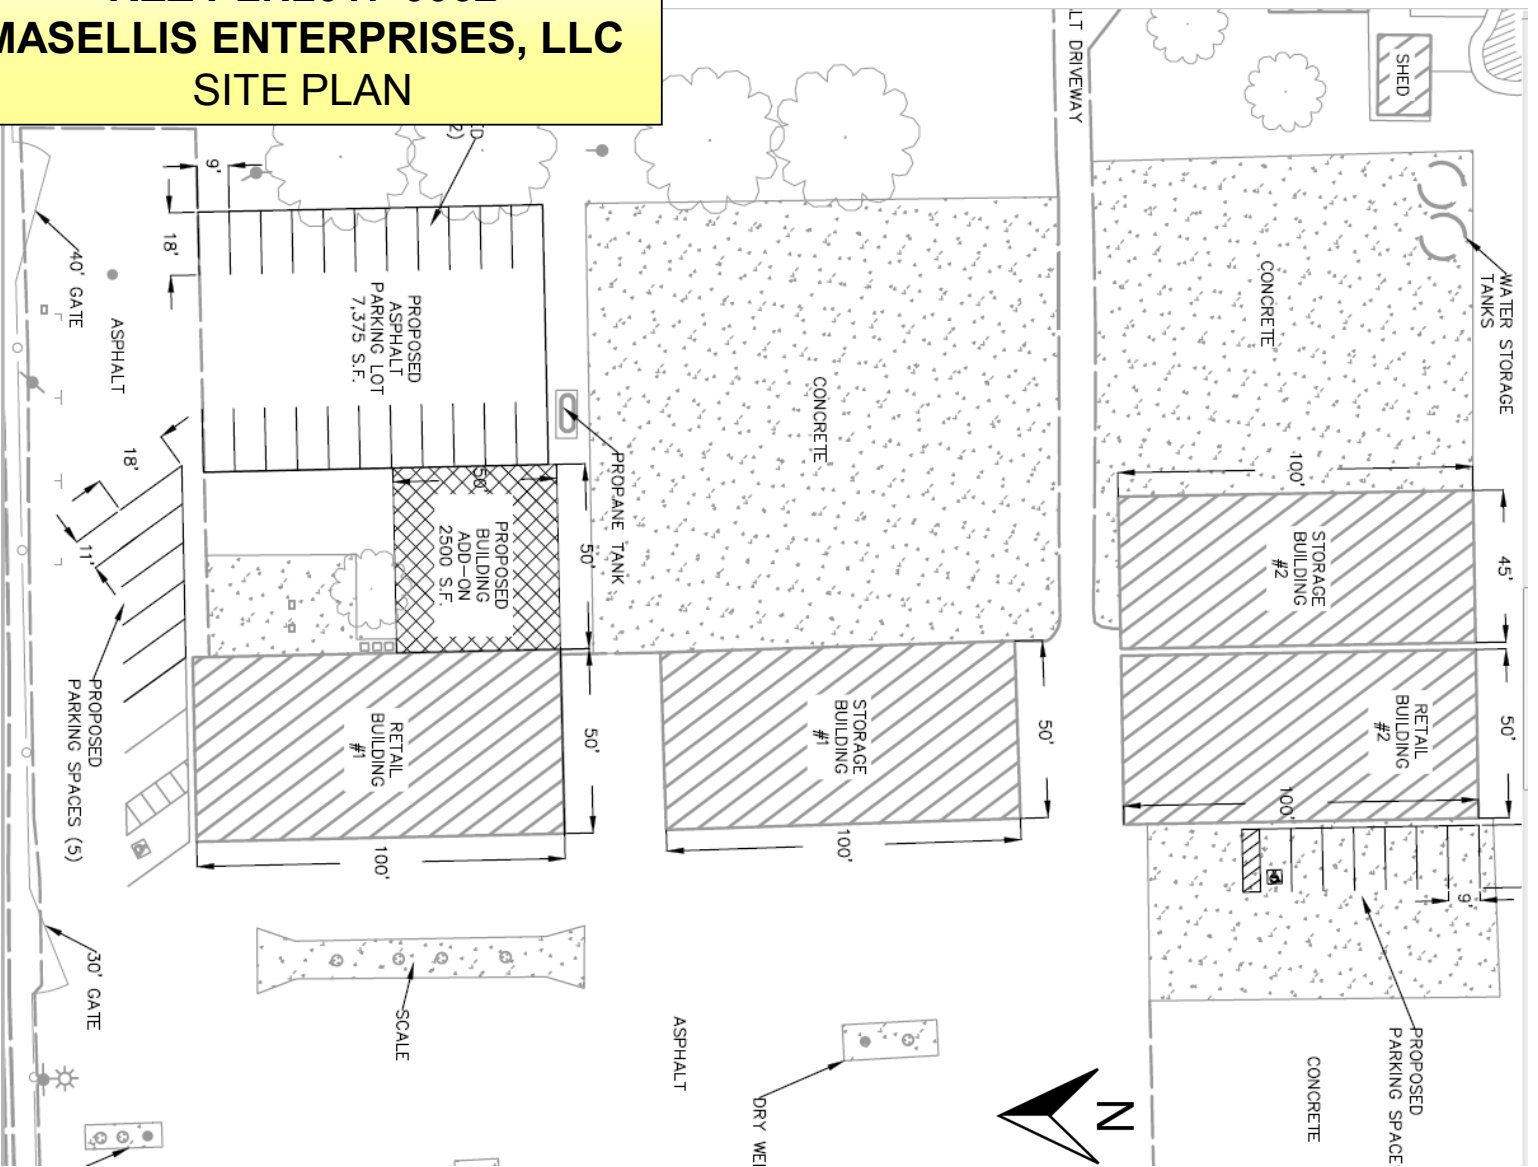 MASELLIS ENTERPRISES, LLC
SITE PLAN
LT DRIVEWAY
SHED
WATER STORAGE
TANKS
CONCRETE
CONCRETE
9'
18'
40' GATE
ASPHALT
PROPOSED
ASPHALT
PARKING LOT
7,375 S.F.
2)
PROPANE TANK
18'
11'
50'
50'
PROPOSED
BUILDING
ADD-ON
2500 S.F.
100'
45'
STORAGE
BUILDING
#2
PROPOSED
PARKING SPACES (5)
RETAIL
BUILDING
#1
50'
100'
STORAGE
BUILDING
#1
50'
100'
RETAIL
BUILDING
#2
50'
100'
9'
30' GATE
SCALE
ASPHALT
DRY WEL
N
CONCRETE
PROPOSED
PARKING SPACE